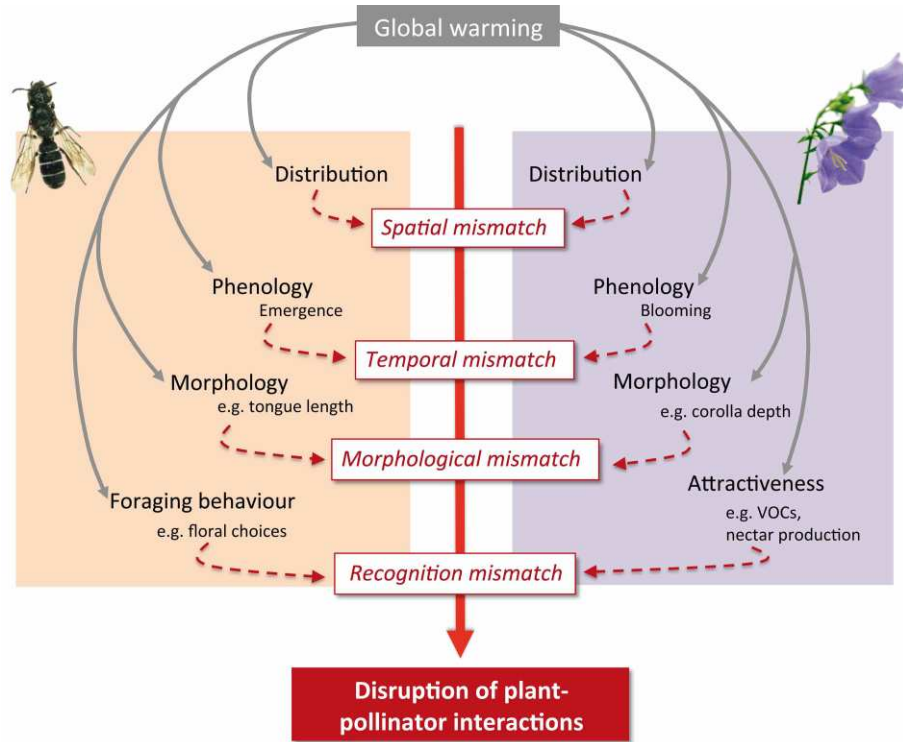 Global warming
Distribution
Distribution
Spatial mismatch
Phenology
Emergence
Phenology
Blooming
Temporal mismatch
Morphology
e.g. tongue length
Morphology
e.g. corolla depth
Morphological mismatch
Foraging behaviour
e.g. floral choices
Attractiveness
e.g. VOCs,
nectar production
Recognition mismatch
Disruption of plant-
pollinator interactions